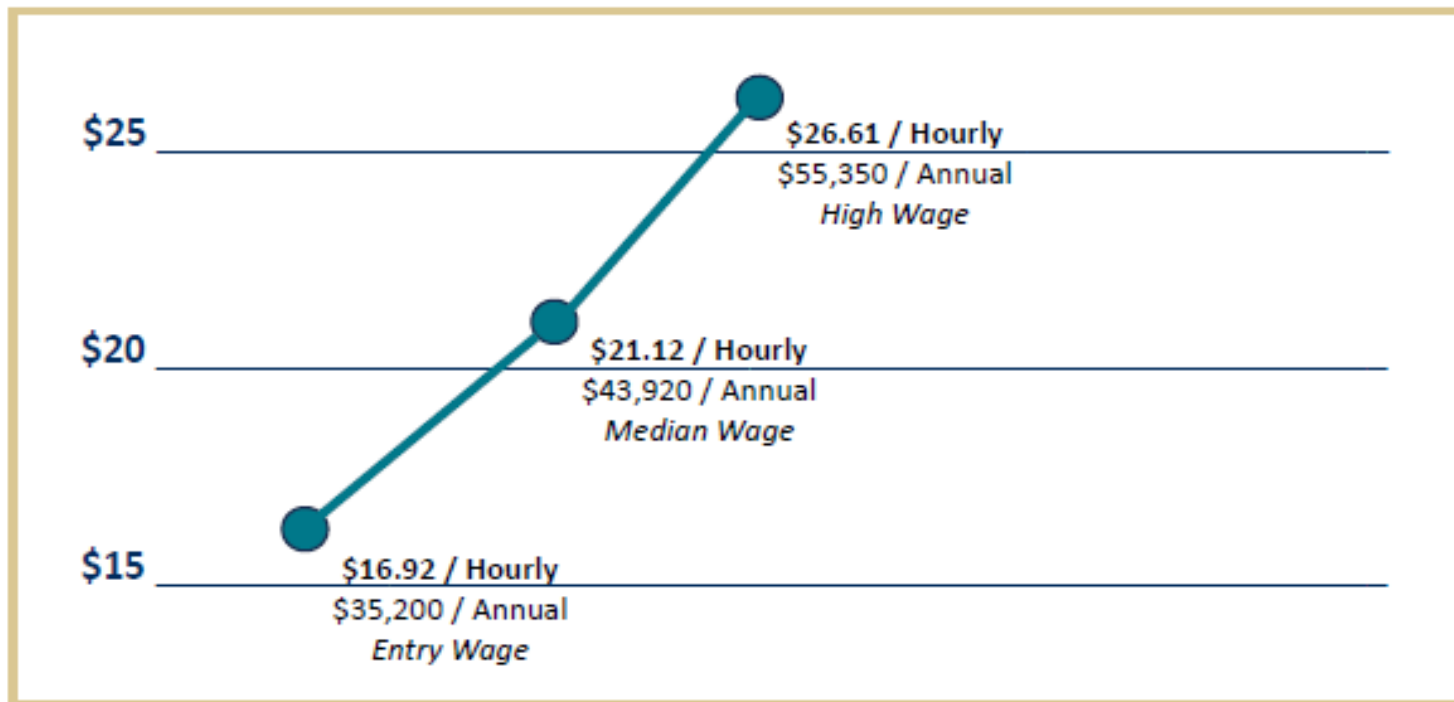 $25
$26.61 / Hourly
$55,350 / Annual
High Wage
$20
$21.12 / Hourly
$43,920 / Annual
Median Wage
$15
$16.92 / Hourly
$35,200 / Annual
Entry Wage